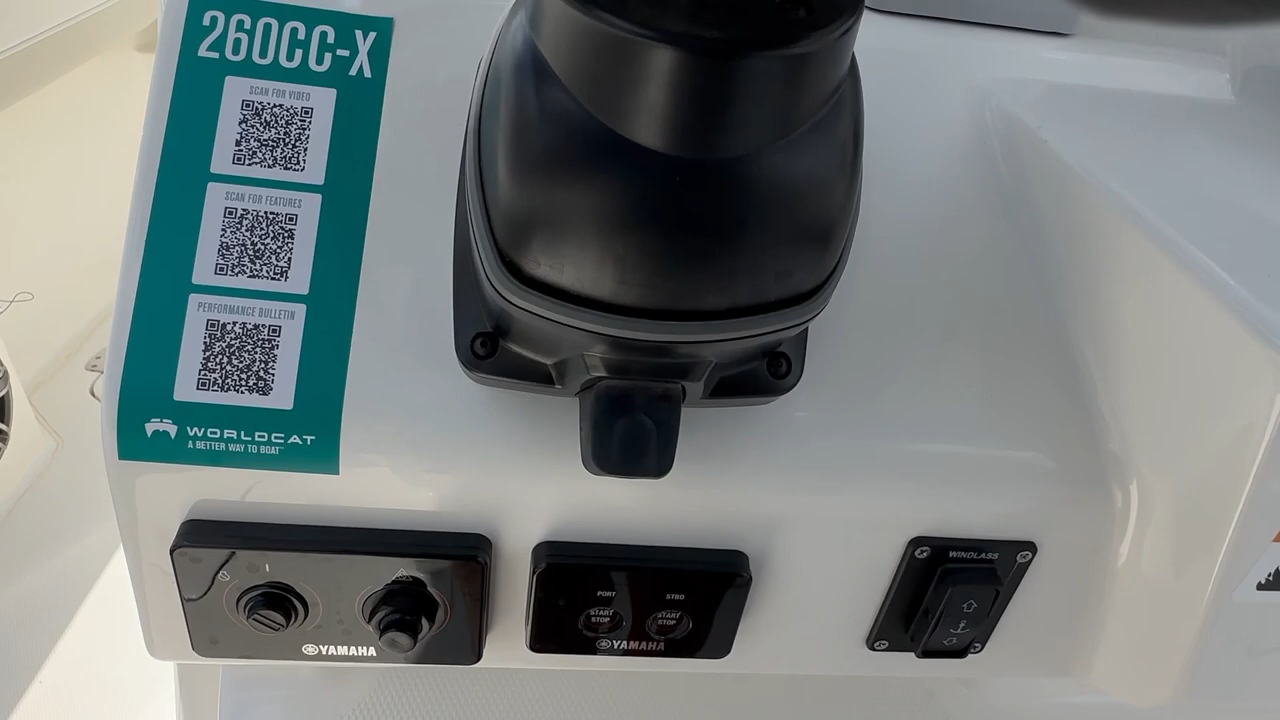 260CC-X
SCAN FOR VIDEO
SCAN FOR FEATURES
PERFORMANCE BULLETIN
WORLDCAT
A BETTER WAY TO BOAT™
YAMAHA
PORT
STBD
START
STOP
START
STOP
YAMAHA
WINDLASS